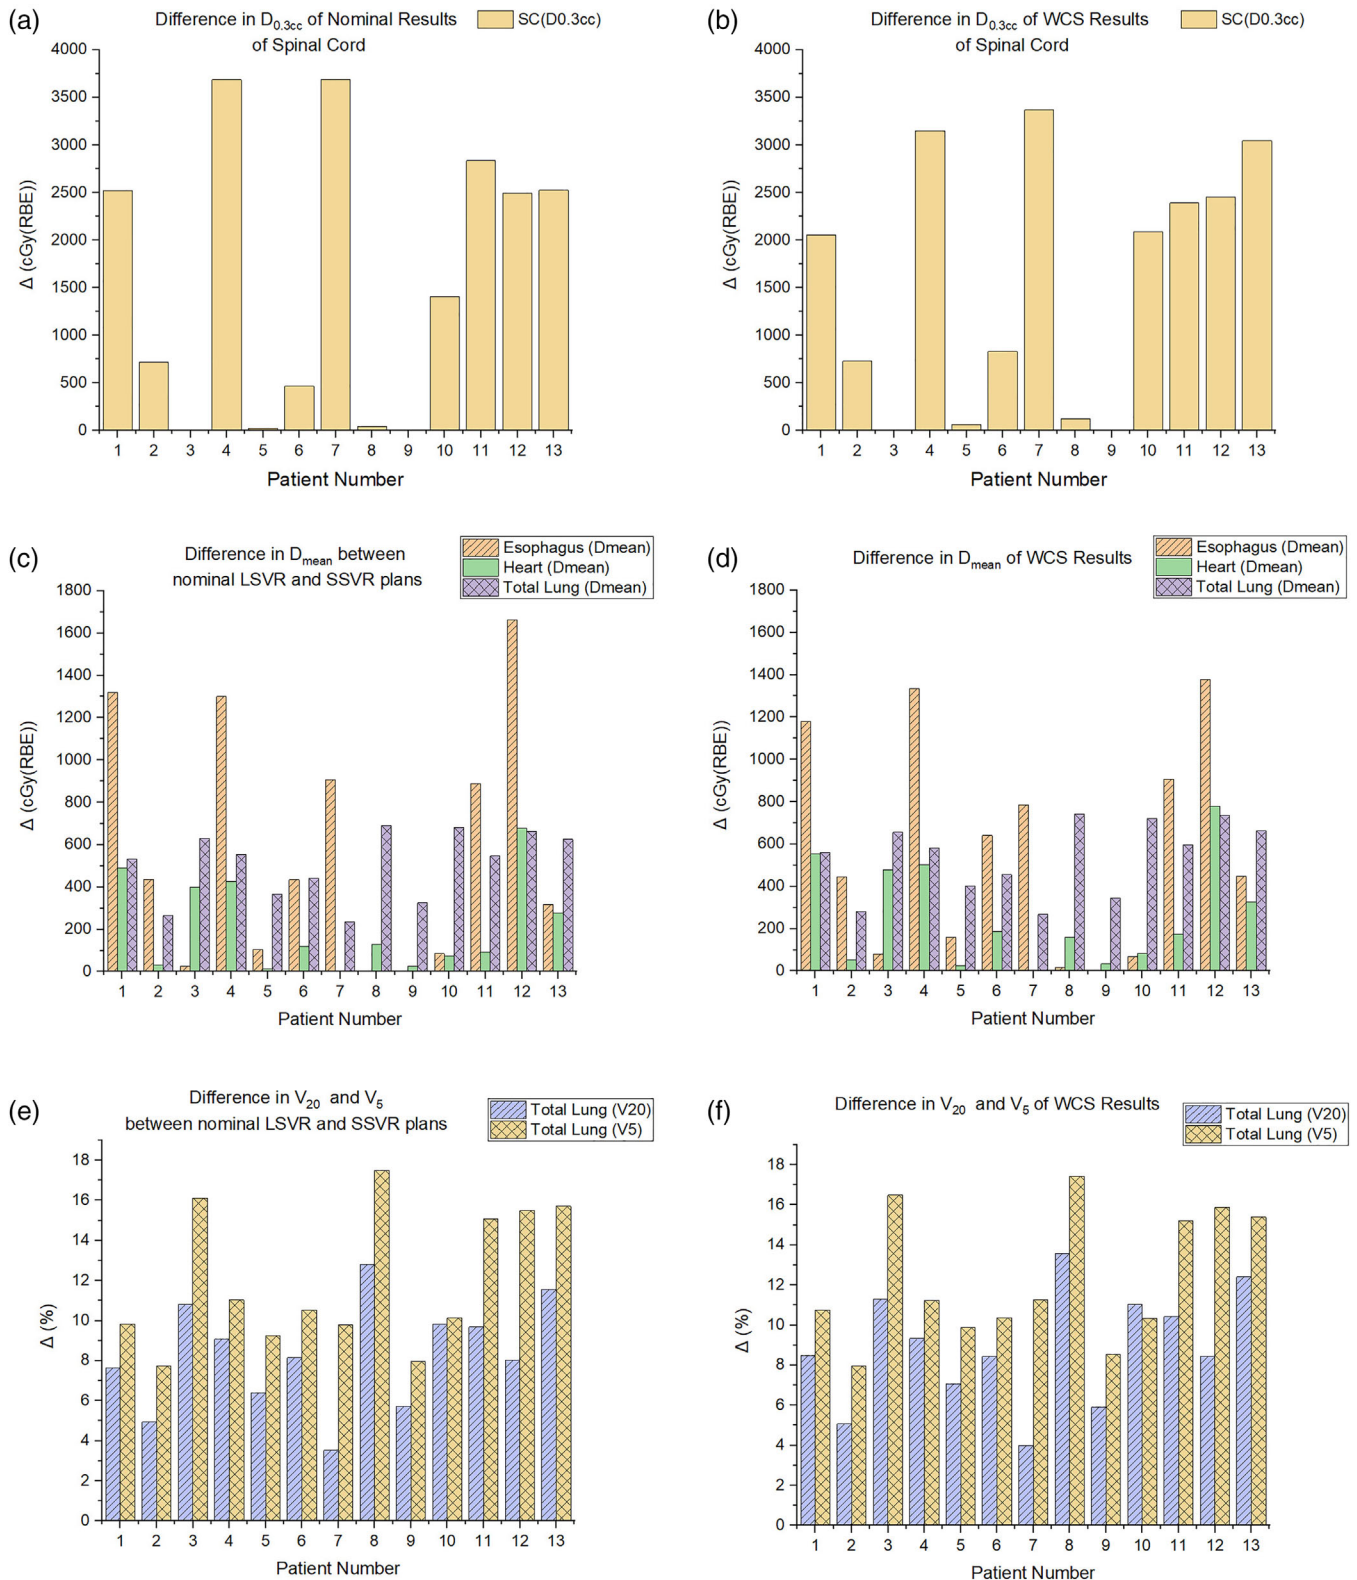 (a)
Difference in D0.3cc of Nominal Results
of Spinal Cord
SC(D0.3cc)
4000
3500
3000
2500
2000
1500
1000
500
0
Δ (cGy(RBE))
1 2 3 4 5 6 7 8 9 10 11 12 13
Patient Number
(b)
Difference in D0.3cc of WCS Results
of Spinal Cord
SC(D0.3cc)
4000
3500
3000
2500
2000
1500
1000
500
0
Δ (cGy(RBE))
1 2 3 4 5 6 7 8 9 10 11 12 13
Patient Number
(c)
Difference in Dmean between
nominal LSVR and SSVR plans
Esophagus (Dmean)
Heart (Dmean)
Total Lung (Dmean)
1800
1600
1400
1200
1000
800
600
400
200
0
Δ (cGy(RBE))
1 2 3 4 5 6 7 8 9 10 11 12 13
Patient Number
(d)
Difference in Dmean of WCS Results
Esophagus (Dmean)
Heart (Dmean)
Total Lung (Dmean)
1800
1600
1400
1200
1000
800
600
400
200
0
Δ (cGy(RBE))
1 2 3 4 5 6 7 8 9 10 11 12 13
Patient Number
(e)
Difference in V20 and V5
between nominal LSVR and SSVR plans
Total Lung (V20)
Total Lung (V5)
18
16
14
12
10
8
6
4
2
0
Δ (%)
1 2 3 4 5 6 7 8 9 10 11 12 13
Patient Number
(f)
Difference in V20 and V5 of WCS Results
Total Lung (V20)
Total Lung (V5)
18
16
14
12
10
8
6
4
2
0
Δ (%)
1 2 3 4 5 6 7 8 9 10 11 12 13
Patient Number